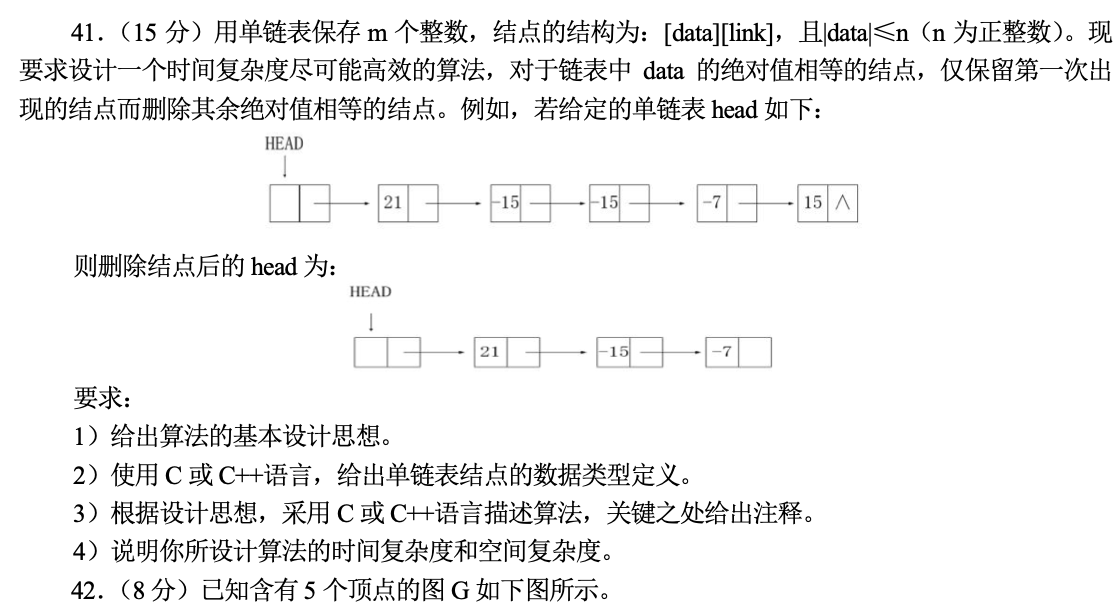 41.（15 分）用单链表保存 m 个整数，结点的结构为：[data][link]，且|data|≤n（n 为正整数）。现
要求设计一个时间复杂度尽可能高效的算法，对于链表中 data 的绝对值相等的结点，仅保留第一次出
现的结点而删除其余绝对值相等的结点。例如，若给定的单链表 head 如下：
HEAD
21 -15 -15 -7 15 ∧
则删除结点后的 head 为：
HEAD
21 -15 -7
要求：
1）给出算法的基本设计思想。
2）使用 C 或 C++语言，给出单链表结点的数据类型定义。
3）根据设计思想，采用 C 或 C++语言描述算法，关键之处给出注释。
4）说明你所设计算法的时间复杂度和空间复杂度。
42.（8 分）已知含有 5 个顶点的图 G 如下图所示。